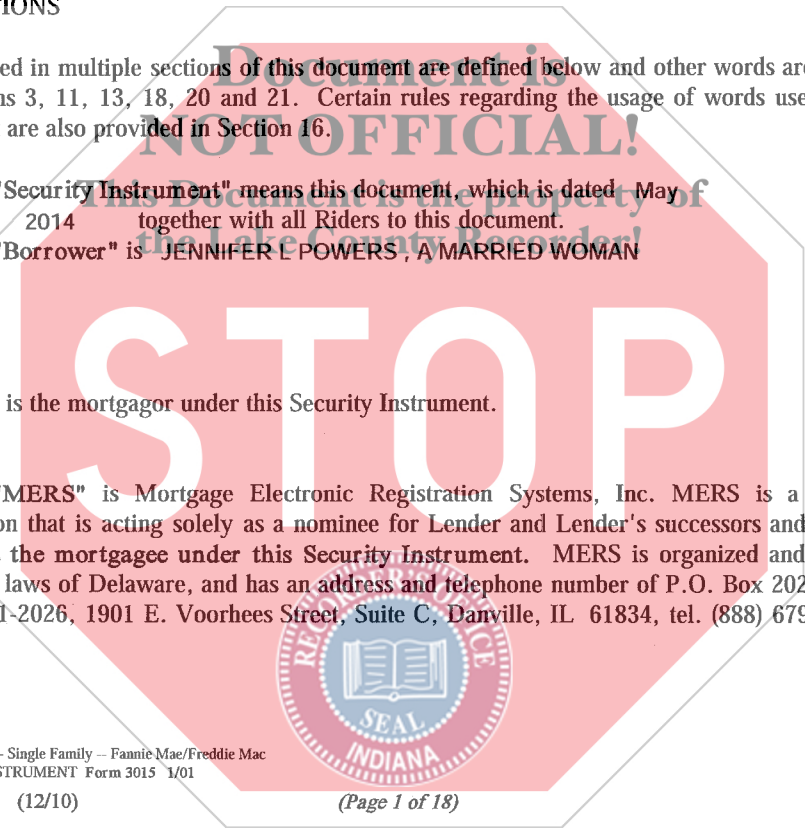 IONS
Document is
ed in multiple sections of this document are defined below and other words are
ns 3, 11, 13, 18, 20 and 21. Certain rules regarding the usage of words use
are also provided in Section 16.
NOT OFFICIAL!
"Security Instrument" means this document, which is dated May
This Document is the property of
2014 together with all Riders to this document.
the Lake County Recorder!
"Borrower" is JENNIFER L POWERS , A MARRIED WOMAN
STOP
is the mortgagor under this Security Instrument.
"MERS" is Mortgage Electronic Registration Systems, Inc. MERS is a
on that is acting solely as a nominee for Lender and Lender's successors and
the mortgagee under this Security Instrument. MERS is organized and
laws of Delaware, and has an address and telephone number of P.O. Box 202
1-2026, 1901 E. Voorhees Street, Suite C, Danville, IL 61834, tel. (888) 679
RECORDER'S OFFICE
SEAL
INDIANA
- Single Family -- Fannie Mae/Freddie Mac
STRUMENT Form 3015 1/01
(12/10) (Page 1 of 18)